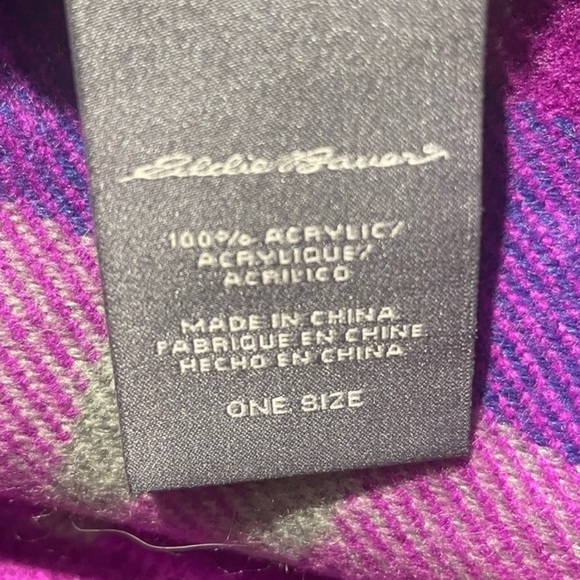 Eddie Bauer
100% ACRYLIC/
ACRYLIQUE/
ACRILICO
MADE IN CHINA
FABRIQUE EN CHINE
HECHO EN CHINA
ONE SIZE